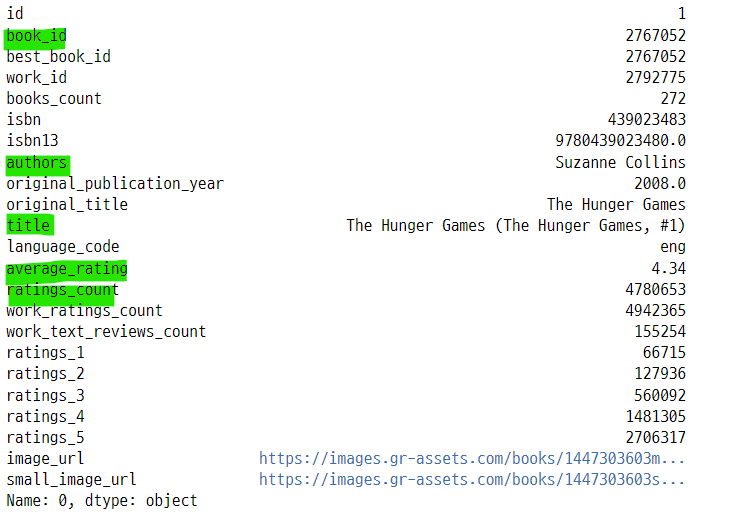 id 1
book_id 2767052
best_book_id 2767052
work_id 2792775
books_count 272
isbn 439023483
isbn13 9780439023480.0
authors Suzanne Collins
original_publication_year 2008.0
original_title The Hunger Games
title The Hunger Games (The Hunger Games, #1)
language_code eng
average_rating 4.34
ratings_count 4780653
work_ratings_count 4942365
work_text_reviews_count 155254
ratings_1 66715
ratings_2 127936
ratings_3 560092
ratings_4 1481305
ratings_5 2706317
image_url https://images.gr-assets.com/books/1447303603m...
small_image_url https://images.gr-assets.com/books/1447303603s...
Name: 0, dtype: object